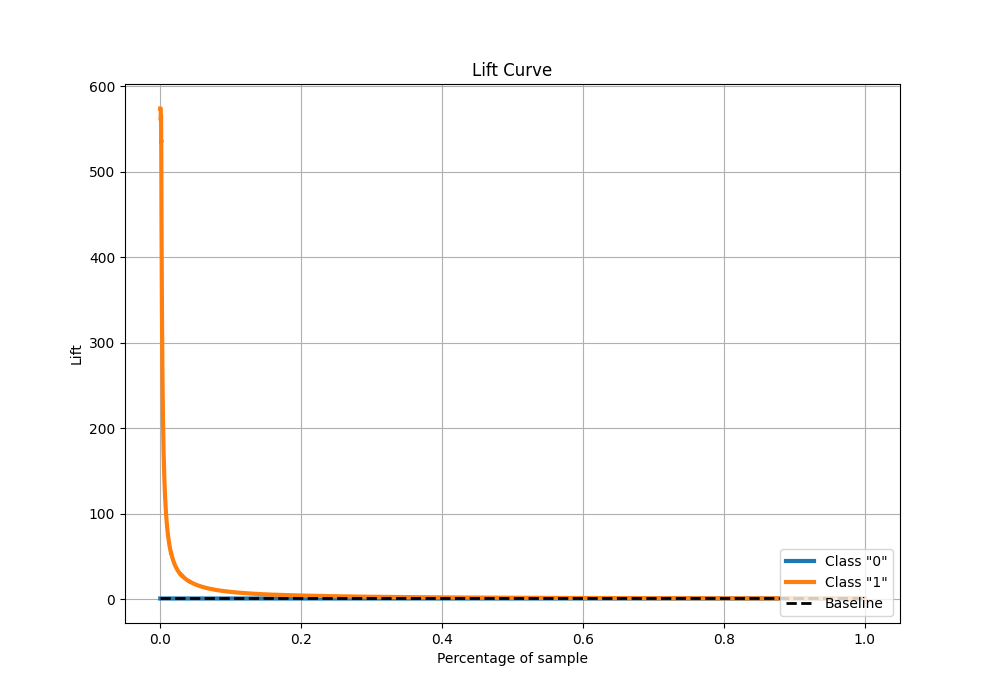 Lift Curve
600
500
400
300
200
100
0
Lift
0.0 0.2 0.4 0.6 0.8 1.0
Percentage of sample
Class "0"
Class "1"
Baseline